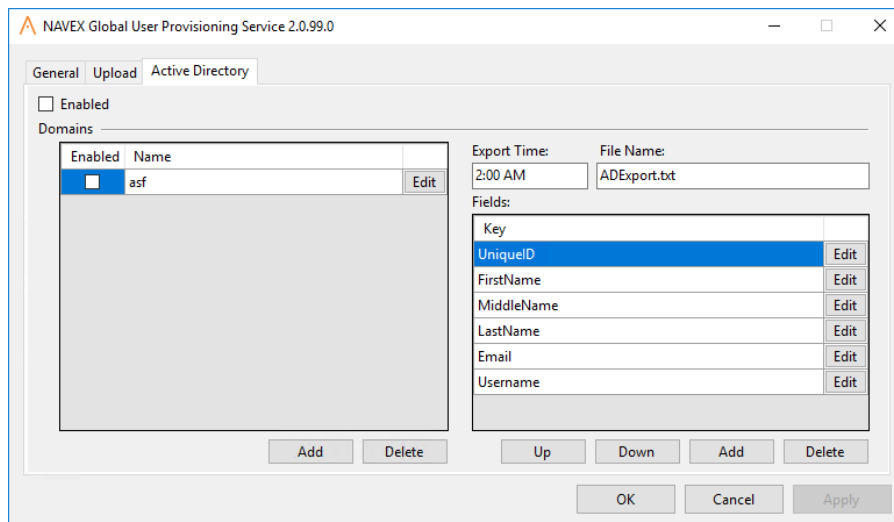 NAVEX Global User Provisioning Service 2.0.99.0
General Upload Active Directory
Enabled
Domains
Enabled Name
asf Edit
Add Delete
Export Time: File Name:
2:00 AM ADExport.txt
Fields:
Key
UniqueID Edit
FirstName Edit
MiddleName Edit
LastName Edit
Email Edit
Username Edit
Up Down Add Delete
OK Cancel Apply